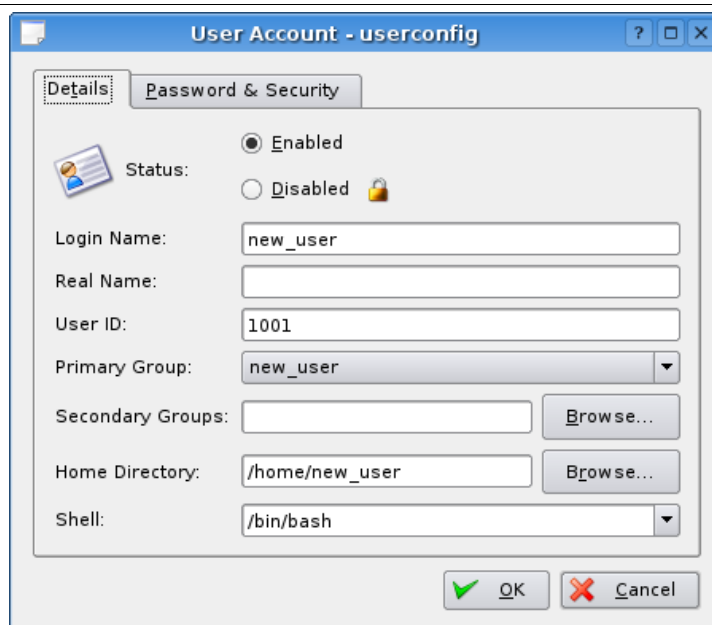 User Account - userconfig
Details
Password & Security
Status:
Enabled
Disabled
Login Name: new_user
Real Name:
User ID: 1001
Primary Group: new_user
Secondary Groups: Browse...
Home Directory: /home/new_user Browse...
Shell: /bin/bash
OK Cancel